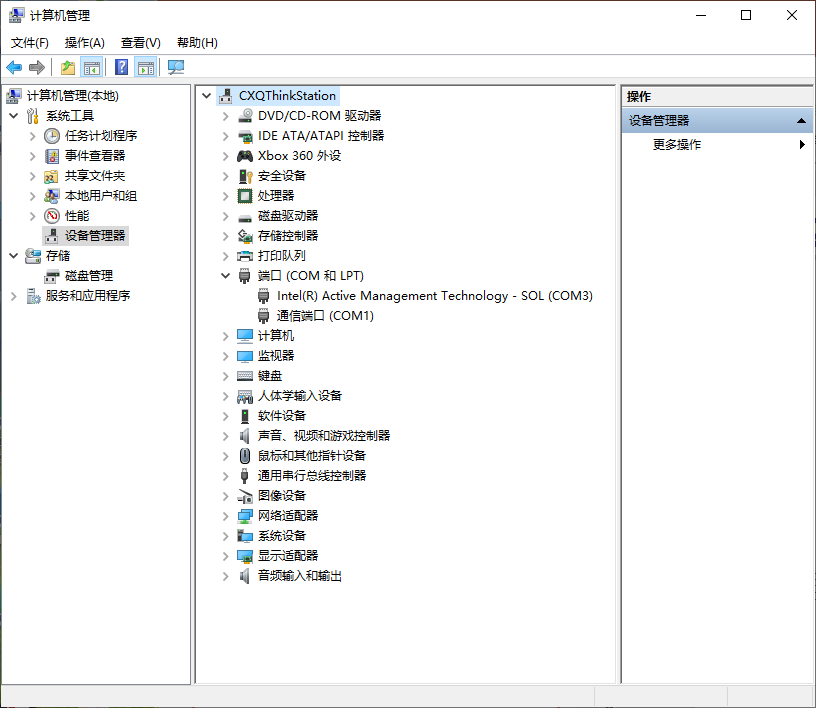 计算机管理
文件(F) 操作(A) 查看(V) 帮助(H)
计算机管理(本地)
系统工具
任务计划程序
事件查看器
共享文件夹
本地用户和组
性能
设备管理器
存储
磁盘管理
服务和应用程序
CXQThinkStation
DVD/CD-ROM 驱动器
IDE ATA/ATAPI 控制器
Xbox 360 外设
安全设备
处理器
磁盘驱动器
存储控制器
打印队列
端口 (COM 和 LPT)
Intel(R) Active Management Technology - SOL (COM3)
通信端口 (COM1)
计算机
监视器
键盘
人体学输入设备
软件设备
声音、视频和游戏控制器
鼠标和其他指针设备
通用串行总线控制器
图像设备
网络适配器
系统设备
显示适配器
音频输入和输出
操作
设备管理器
更多操作